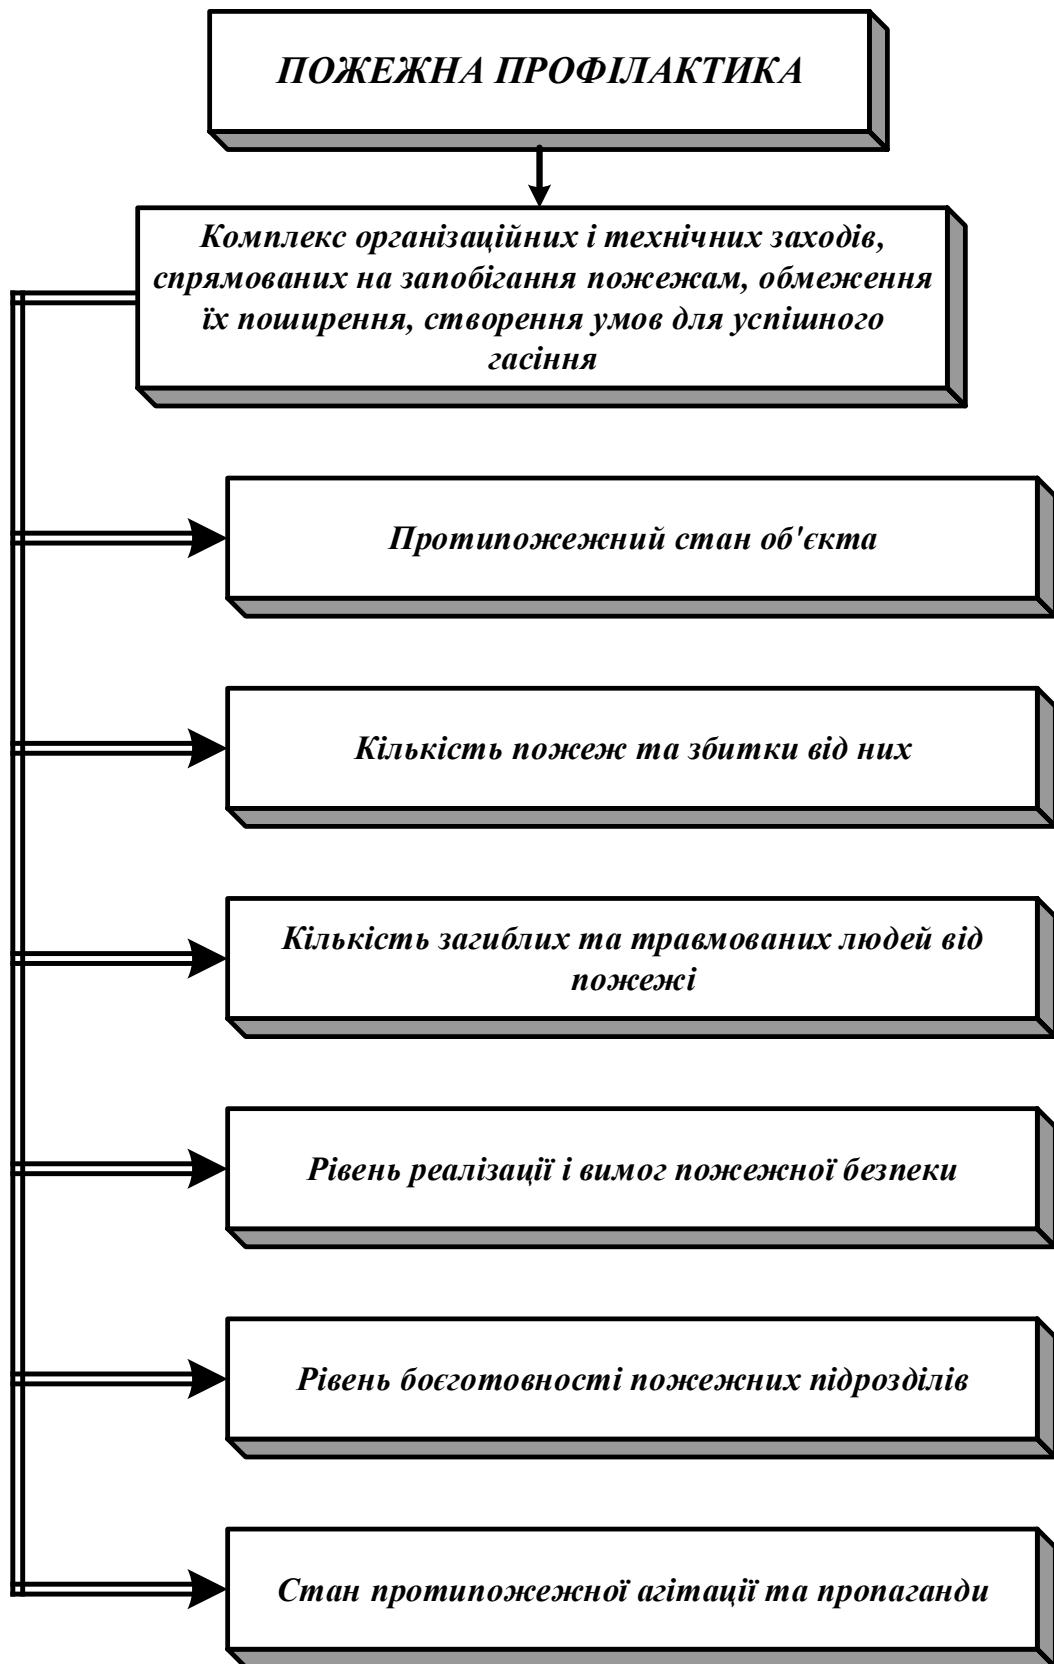 ПОЖЕЖНА ПРОФІЛАКТИКА
Комплекс організаційних і технічних заходів,
спрямованих на запобігання пожежам, обмеження
їх поширення, створення умов для успішного
гасіння
Протипожежний стан об'єкта
Кількість пожеж та збитки від них
Кількість загиблих та травмованих людей від
пожежі
Рівень реалізації і вимог пожежної безпеки
Рівень боєготовності пожежних підрозділів
Стан протипожежної агітації та пропаганди